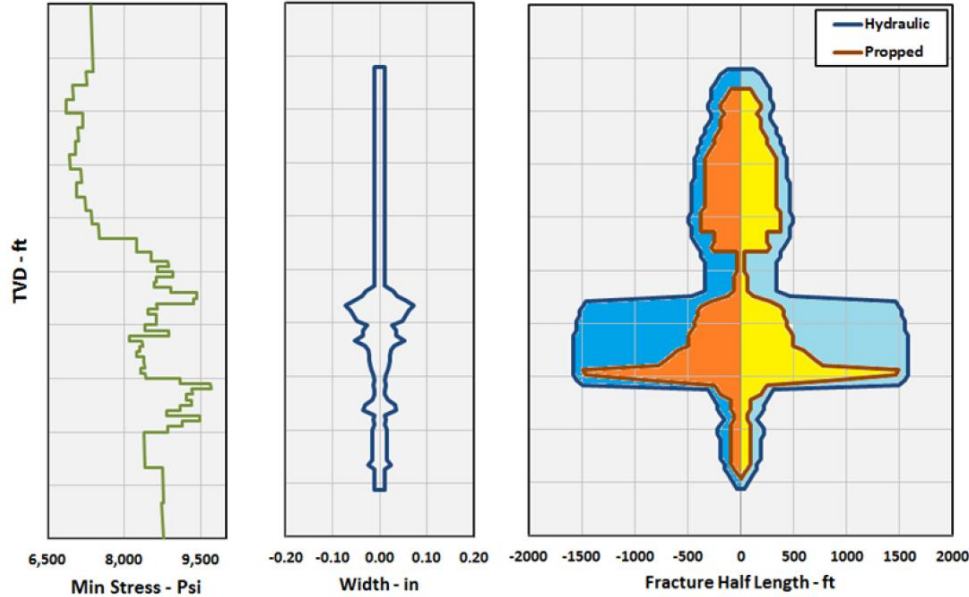 Hydraulic
Propped
TVD - ft
6,500 8,000 9,500
Min Stress - Psi
-0.20 -0.10 0.00 0.10 0.20
Width - in
-2000 -1500 -1000 -500 0 500 1000 1500 2000
Fracture Half Length - ft